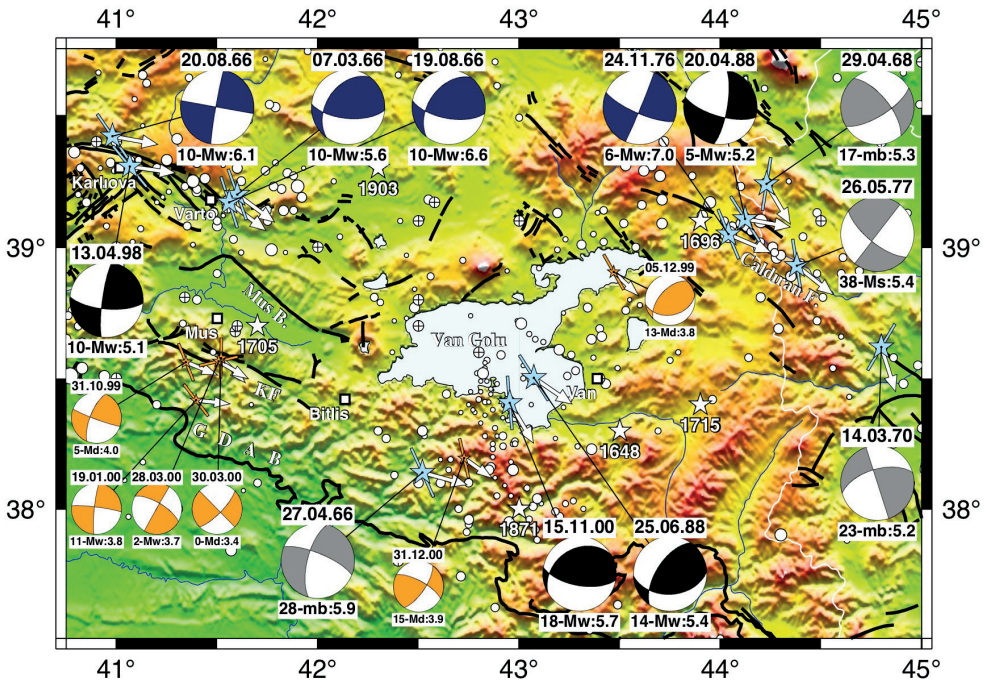 41° 42° 43° 44° 45°
20.08.66 07.03.66 19.08.66 24.11.76 20.04.88 29.04.68
10-Mw:6.1 10-Mw:5.6 10-Mw:6.6 6-Mw:7.0 5-Mw:5.2 17-mb:5.3
Karlıova
1903
26.05.77
Varto
39° 39°
1696
13.04.98
05.12.99
Caldıran F.
38-Ms:5.4
Mus B.
13-Md:3.8
Mus
1705
Van Golu
10-Mw:5.1
31.10.99
KF
Bitlis
Van
1715
5-Md:4.0
G D A B
1648
14.03.70
19.01.00 28.03.00 30.03.00
38° 38°
27.04.66
1871
15.11.00 25.06.88
23-mb:5.2
11-Mw:3.8 2-Mw:3.7 0-Md:3.4
31.12.00
28-mb:5.9
15-Md:3.9
18-Mw:5.7 14-Mw:5.4
41° 42° 43° 44° 45°